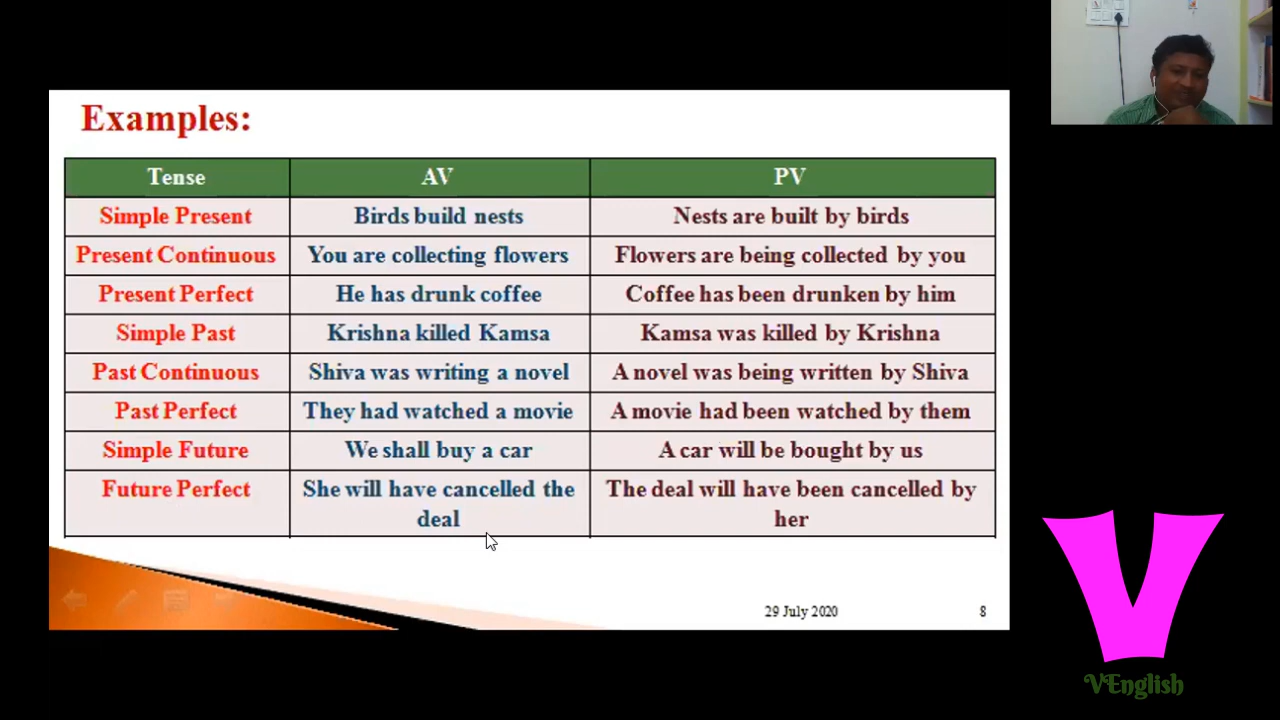 Examples:
Tense AV PV
Simple Present Birds build nests Nests are built by birds
Present Continuous You are collecting flowers Flowers are being collected by you
Present Perfect He has drunk coffee Coffee has been drunken by him
Simple Past Krishna killed Kamsa Kamsa was killed by Krishna
Past Continuous Shiva was writing a novel A novel was being written by Shiva
Past Perfect They had watched a movie A movie had been watched by them
Simple Future We shall buy a car A car will be bought by us
Future Perfect She will have cancelled the The deal will have been cancelled by
deal her
29 July 2020 8
V
VEnglish